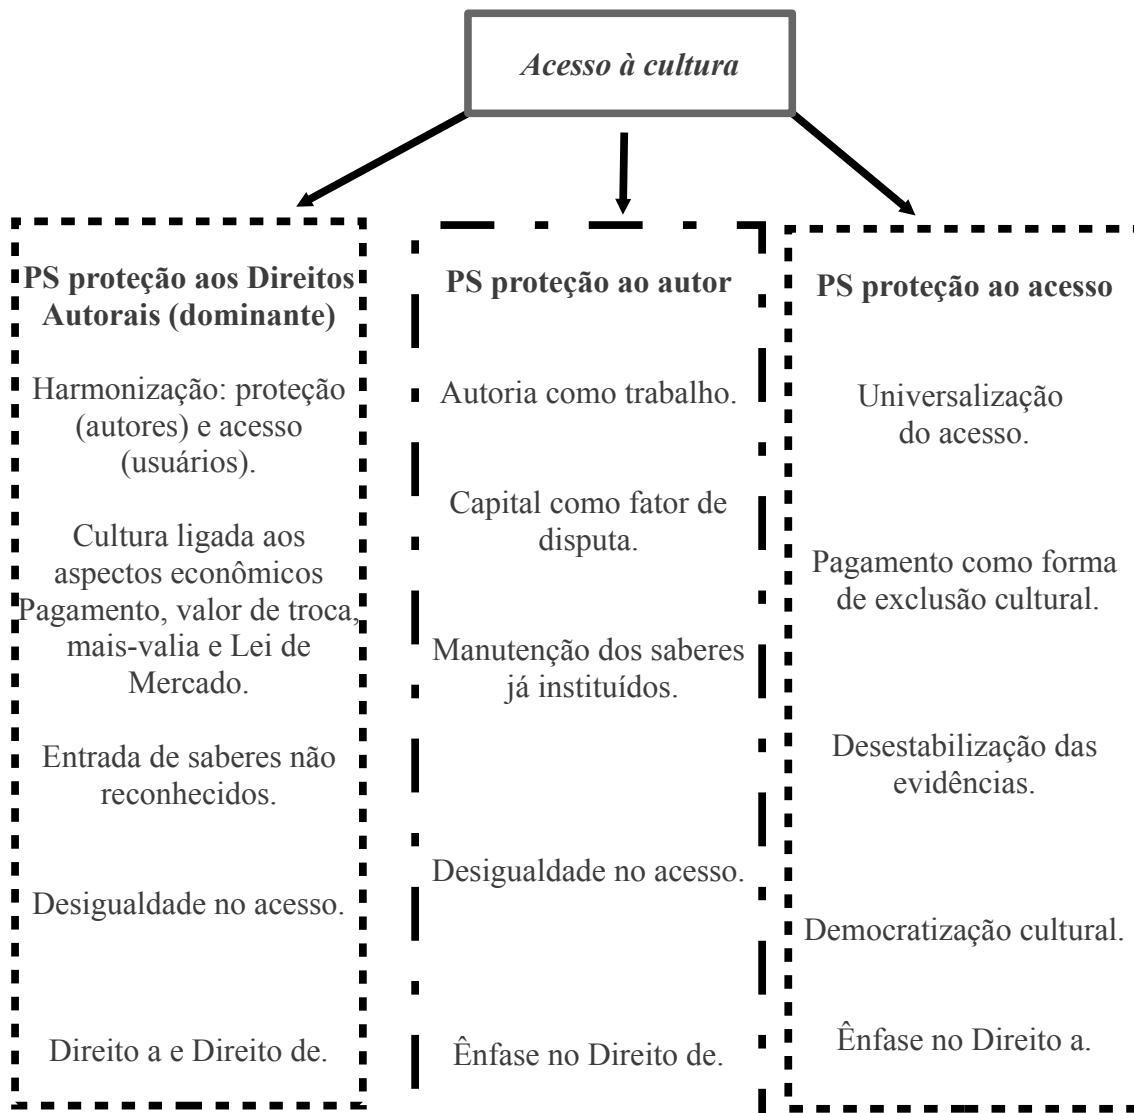 Acesso à cultura
PS proteção aos Direitos
Autorais (dominante)
Harmonização: proteção
(autores) e acesso
(usuários).
Cultura ligada aos
aspectos econômicos
Pagamento, valor de troca,
mais-valia e Lei de
Mercado.
Entrada de saberes não
reconhecidos.
Desigualdade no acesso.
Direito a e Direito de.
PS proteção ao autor
Autoria como trabalho.
Capital como fator de
disputa.
Manutenção dos saberes
já instituídos.
Desigualdade no acesso.
Ênfase no Direito de.
PS proteção ao acesso
Universalização
do acesso.
Pagamento como forma
de exclusão cultural.
Desestabilização das
evidências.
Democratização cultural.
Ênfase no Direito a.